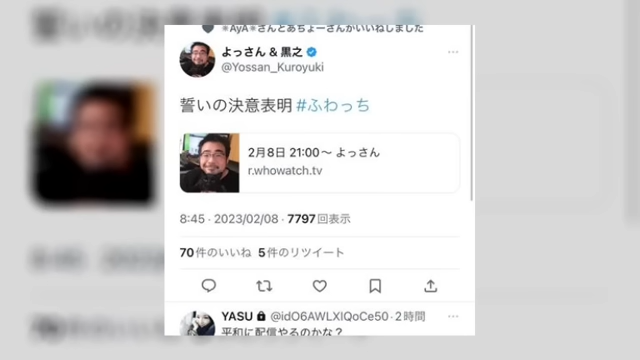 *AyA*さんとあちょーさんがいいねしました
よっさん & 黒之
@Yossan_Kuroyuki
誓いの決意表明 #ふわっち
2月8日 21:00～ よっさん
r.whowatch.tv
8:45 · 2023/02/08 · 7797 回表示
70 件のいいね 5 件のリツイート
YASU @idO6AWLXIQoCe50 · 2時間
平和に配信やるのかな？